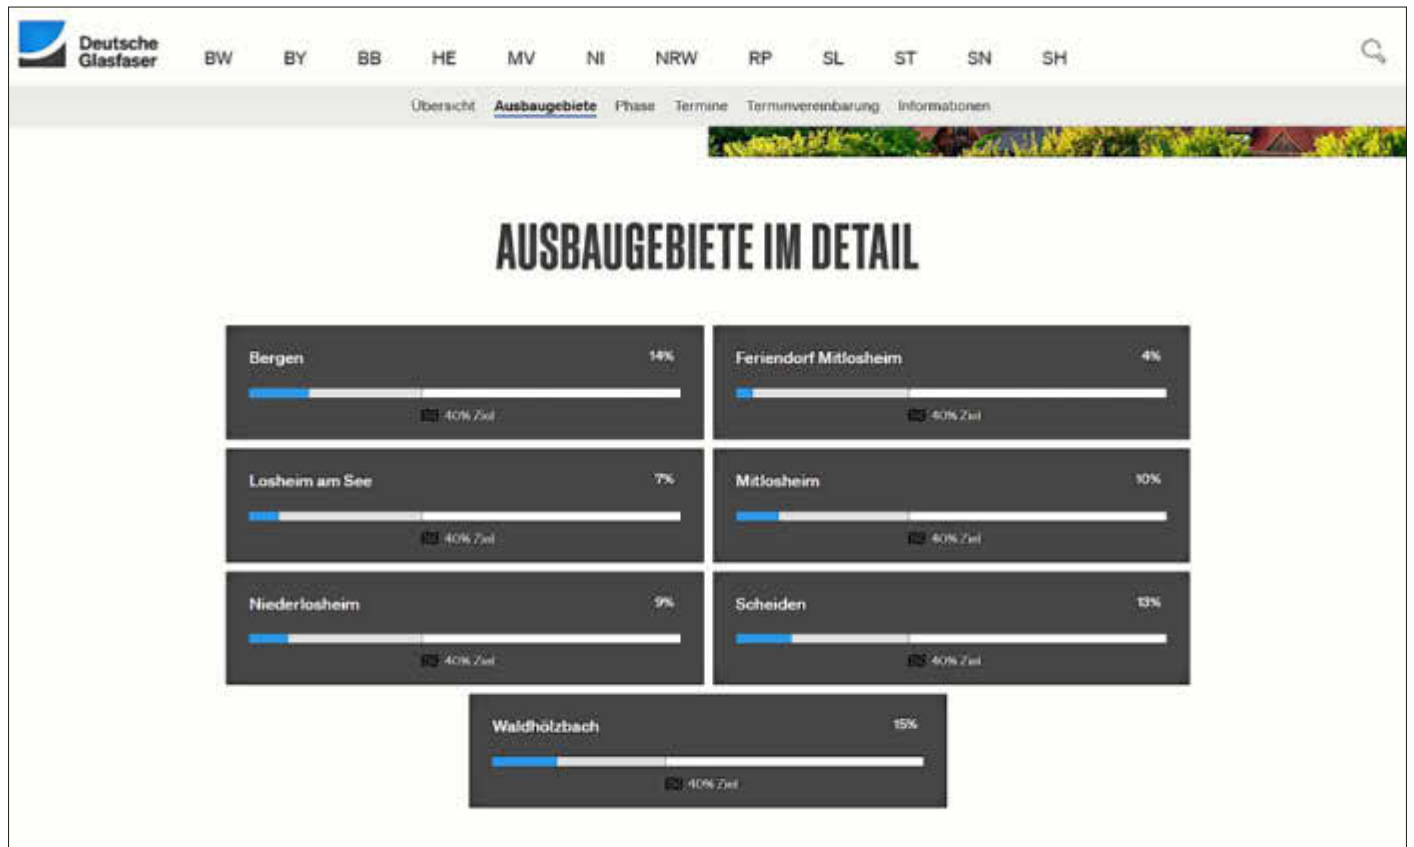 Deutsche
Glasfaser
BW BY BB HE MV NI NRW RP SL ST SN SH
Übersicht Ausbaugebiete Phase Termine Terminvereinbarung Informationen
AUSBAUGEBIETE IM DETAIL
Bergen 14%
40% Ziel
Feriendorf Mitlosheim 4%
40% Ziel
Losheim am See 7%
40% Ziel
Mitlosheim 10%
40% Ziel
Niederlosheim 9%
40% Ziel
Scheiden 13%
40% Ziel
Waldhölzbach 15%
40% Ziel